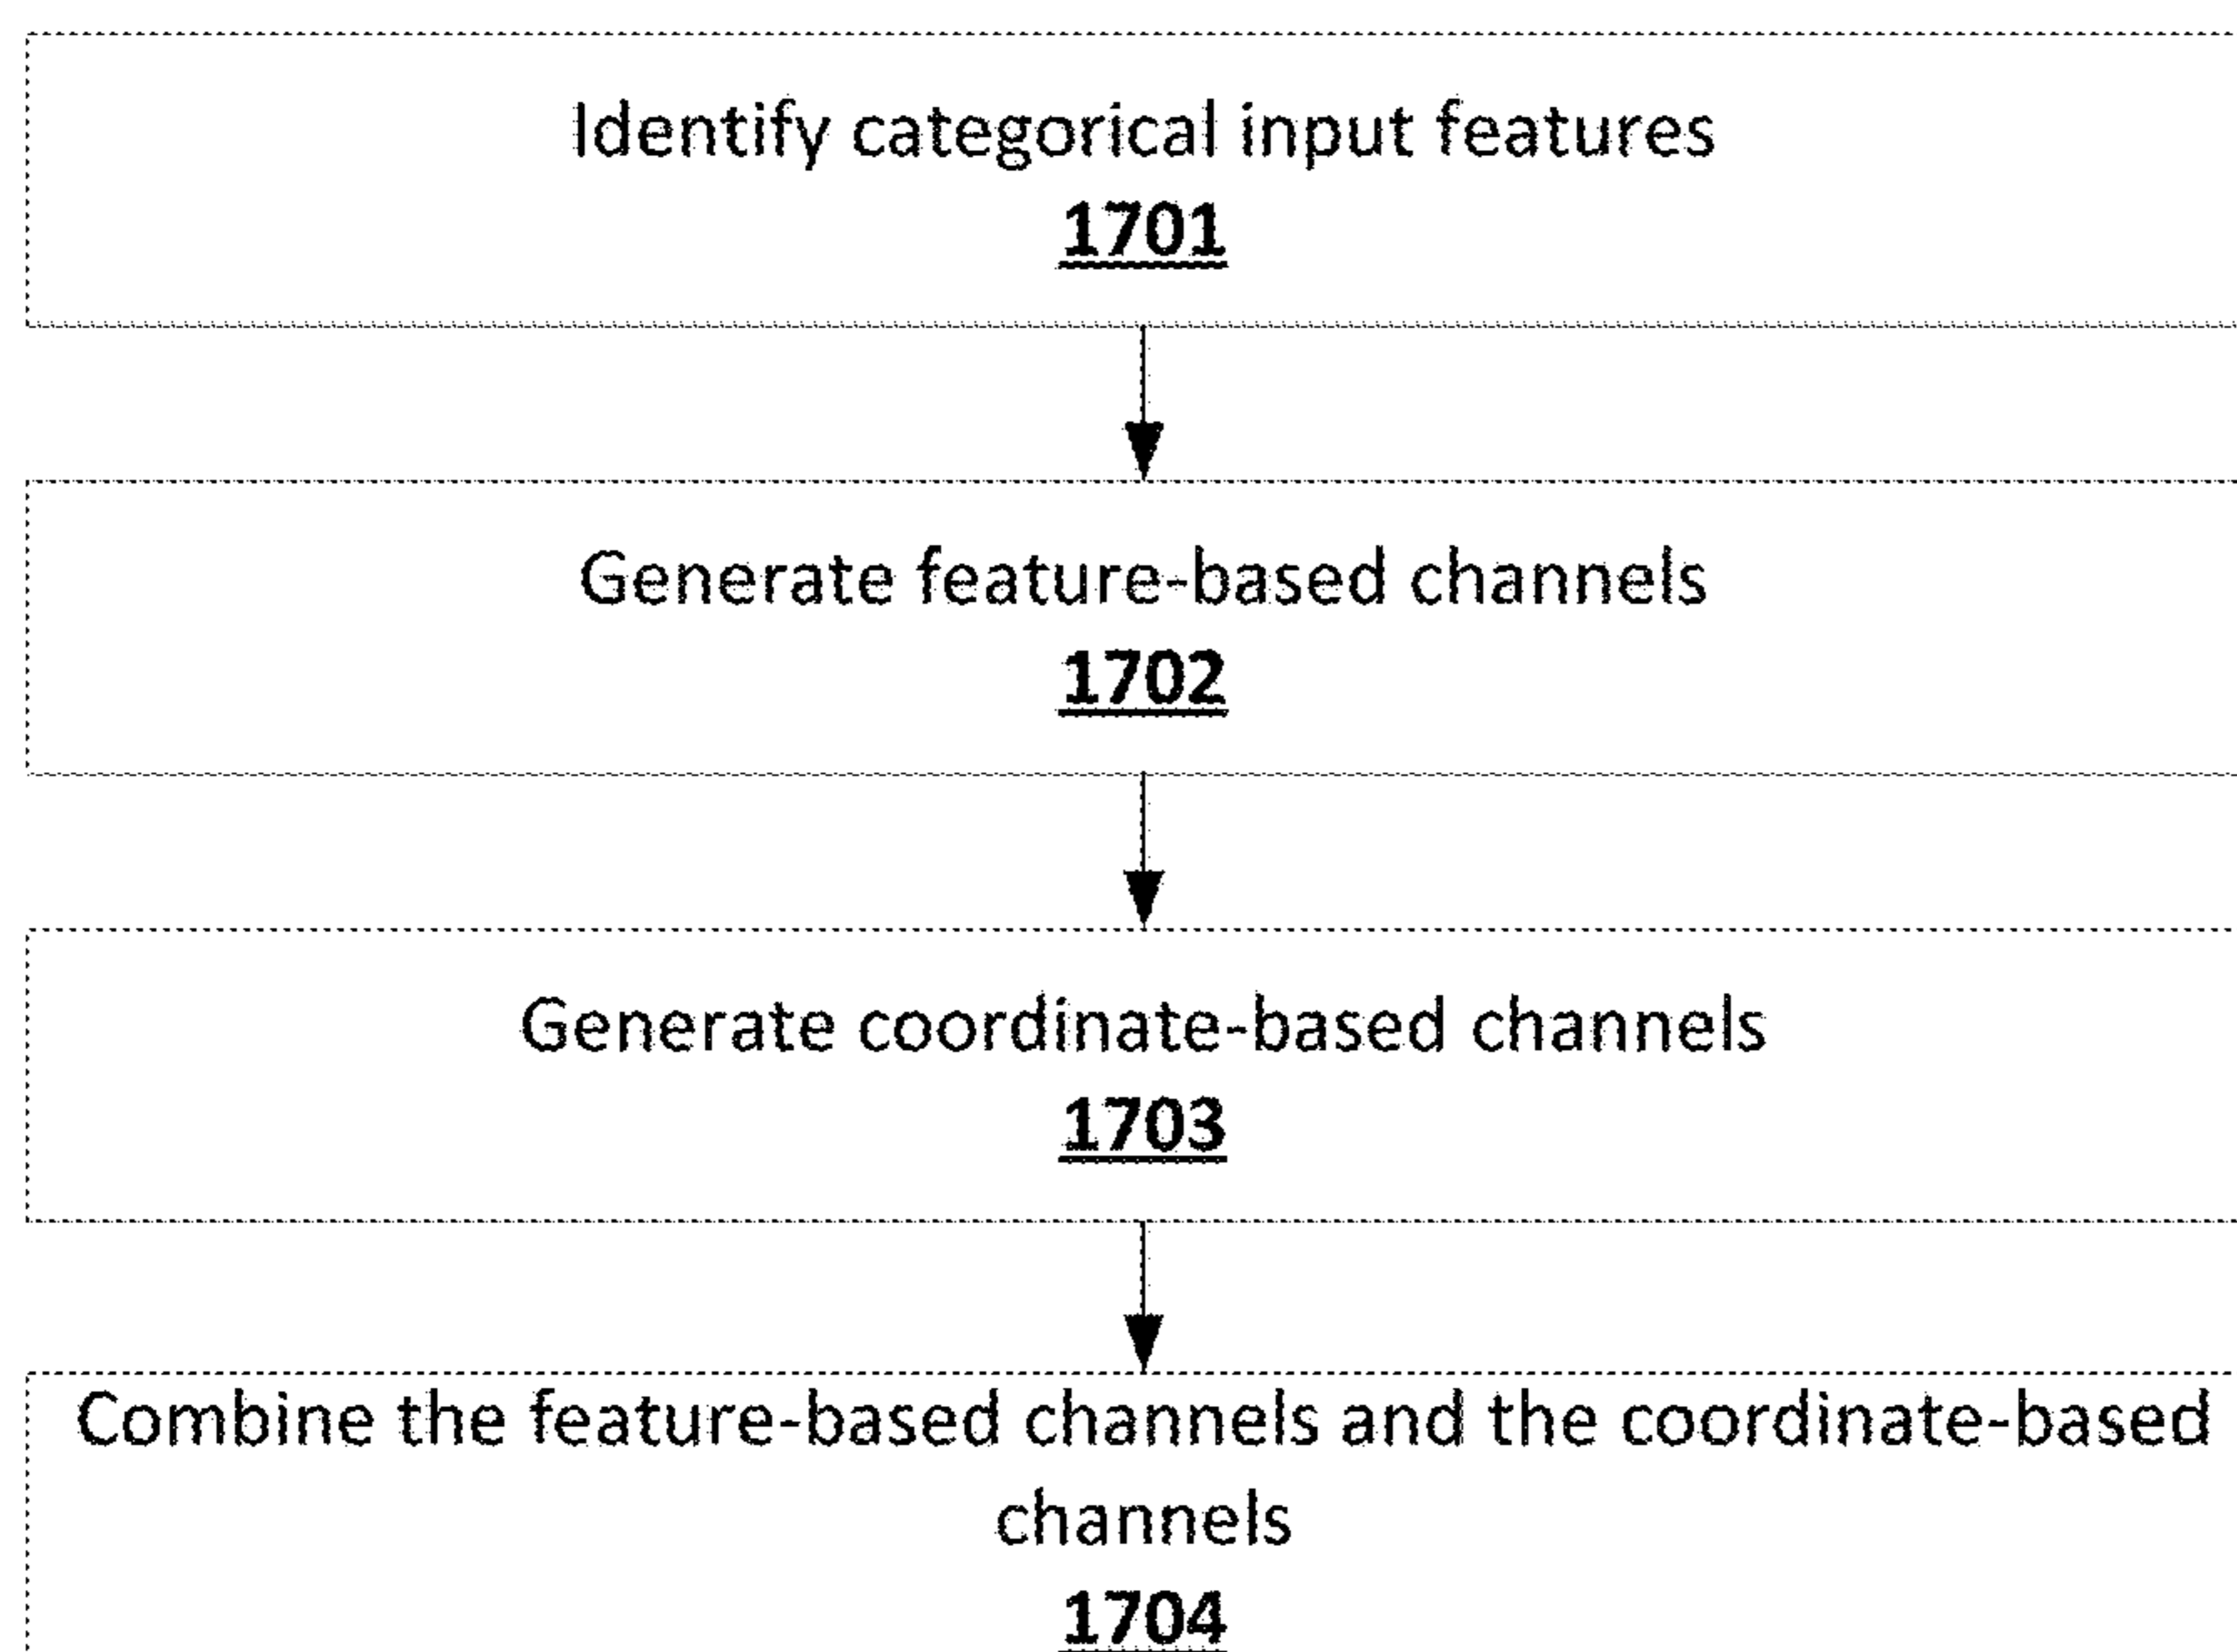 Identify categorical input features
1701
Generate feature-based channels
1702
Generate coordinate-based channels
1703
Combine the feature-based channels and the coordinate-based
channels
1704